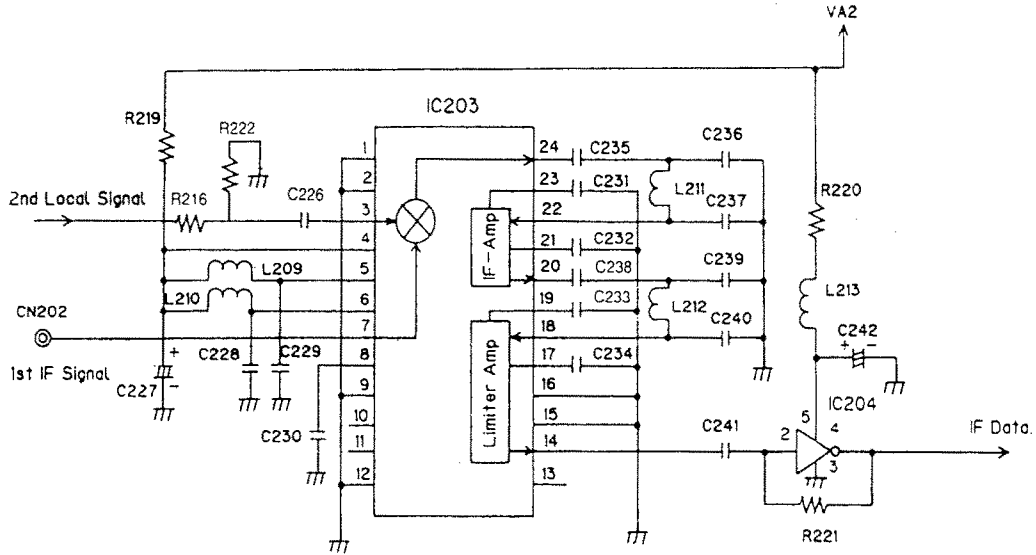 VA2
IC203
R219
R222
C226
R216
2nd Local Signal
L209
L210
CN202
1st IF Signal
C227
+
-
C228
C229
C230
1
2
3
4
5
6
7
8
9
10
11
12
24
23
22
21
20
19
18
17
16
15
14
13
IF-Amp
Limiter Amp
C235
C231
C232
C238
C233
C234
L211
L212
C236
C237
C239
C240
R220
L213
C242
+ -
IC204
C241
2
5
4
3
R221
IF Data.